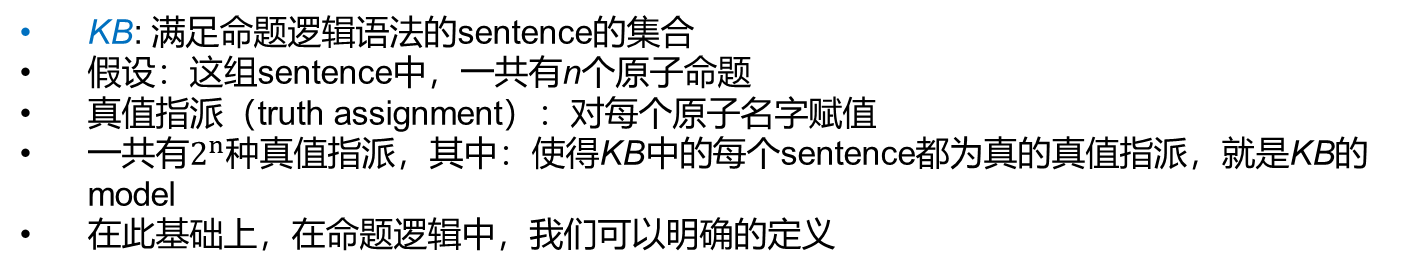 • KB: 满足命题逻辑语法的sentence的集合
• 假设：这组sentence中，一共有n个原子命题
• 真值指派（truth assignment）：对每个原子名字赋值
• 一共有2ⁿ种真值指派，其中：使得KB中的每个sentence都为真的真值指派，就是KB的
model
• 在此基础上，在命题逻辑中，我们可以明确的定义